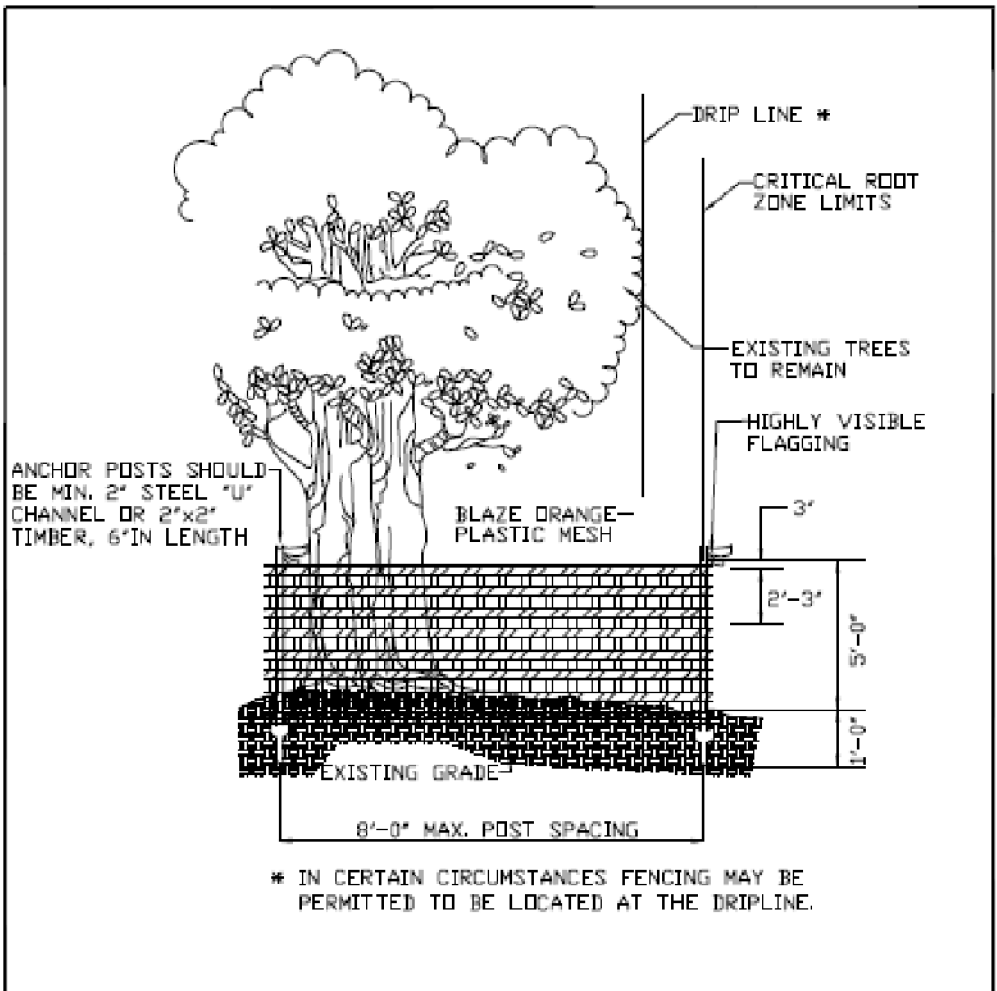 DRIP LINE *
CRITICAL ROOT
ZONE LIMITS
EXISTING TREES
TO REMAIN
HIGHLY VISIBLE
FLAGGING
ANCHOR POSTS SHOULD
BE MIN. 2" STEEL "U"
CHANNEL OR 2"x2"
TIMBER, 6"IN LENGTH
BLAZE ORANGE
PLASTIC MESH
3"
2'-3"
5'-0"
1'-0"
EXISTING GRADE
8'-0" MAX. POST SPACING
* IN CERTAIN CIRCUMSTANCES FENCING MAY BE
PERMITTED TO BE LOCATED AT THE DRIPLINE.